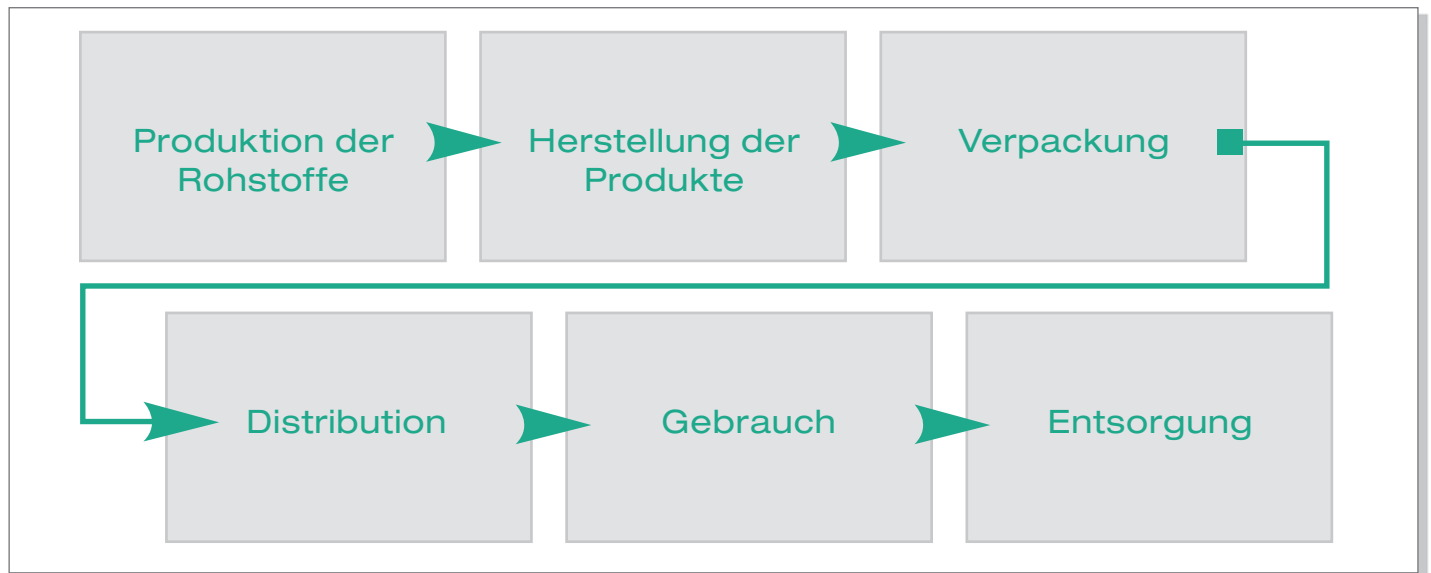 Produktion der
Rohstoffe
Herstellung der
Produkte
Verpackung
Distribution
Gebrauch
Entsorgung